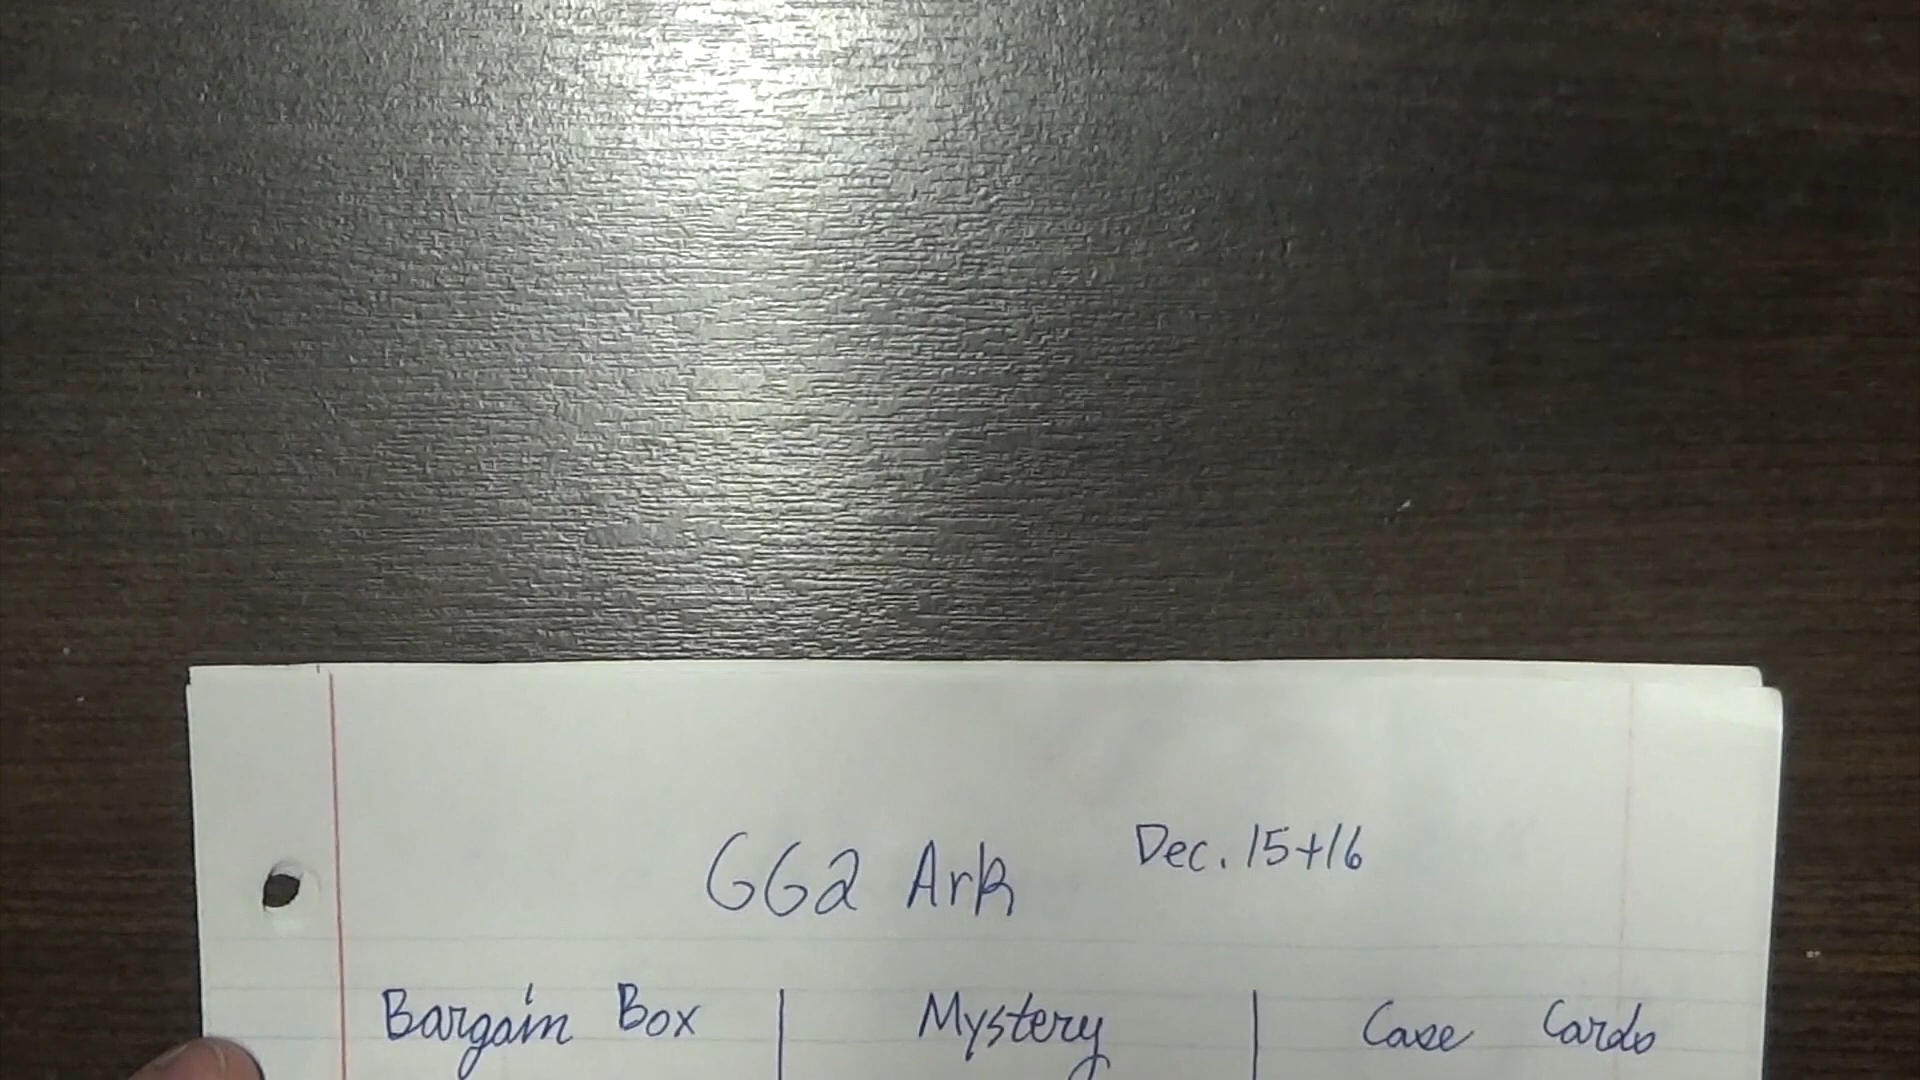 GG2 Ark Dec. 15+16
Bargain Box | Mystery | Case Cards